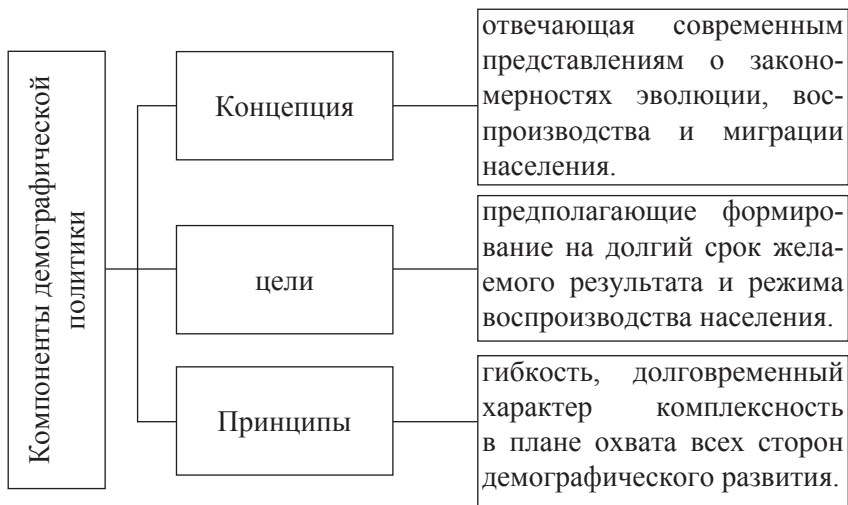 Компоненты демографической
политики
Концепция
отвечающая современным
представлениям о законо-
мерностях эволюции, вос-
производства и миграции
населения.
цели
предполагающие формиро-
вание на долгий срок жела-
емого результата и режима
воспроизводства населения.
Принципы
гибкость, долговременный
характер комплексность
в плане охвата всех сторон
демографического развития.